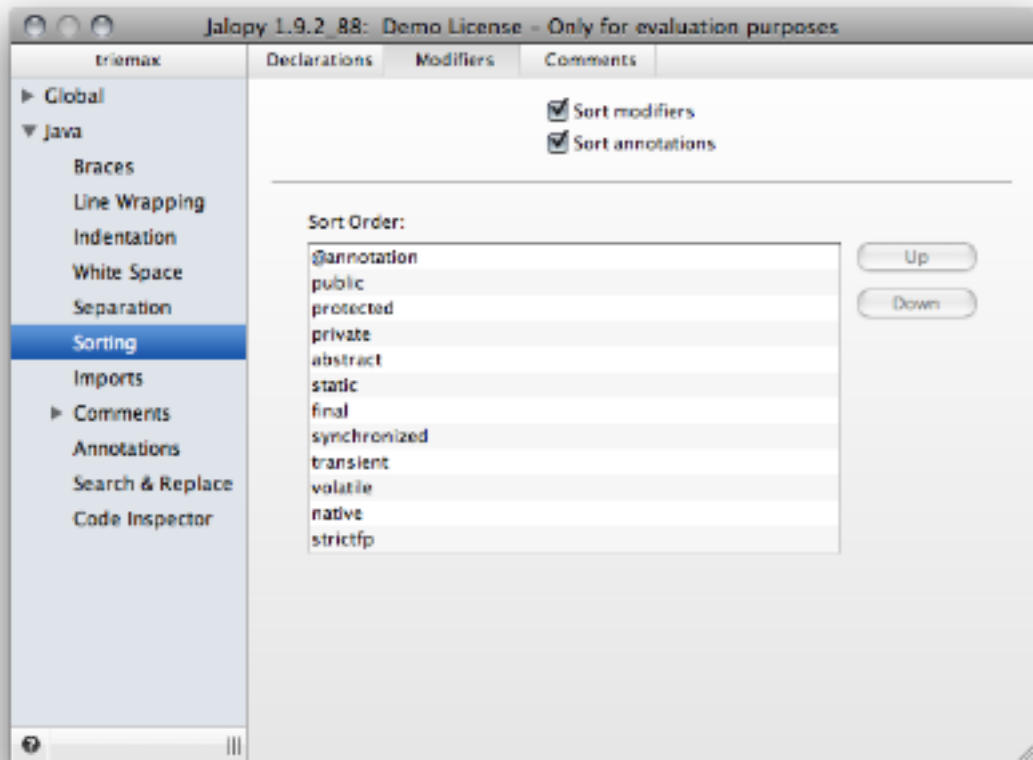 Jalopy 1.9.2_88: Demo License - Only for evaluation purposes
triemax
Declarations Modifiers Comments
Global
Java
Braces
Line Wrapping
Indentation
White Space
Separation
Sorting
Imports
Comments
Annotations
Search & Replace
Code Inspector
Sort modifiers
Sort annotations
Sort Order:
@annotation
public
protected
private
abstract
static
final
synchronized
transient
volatile
native
strictfp
Up
Down
?